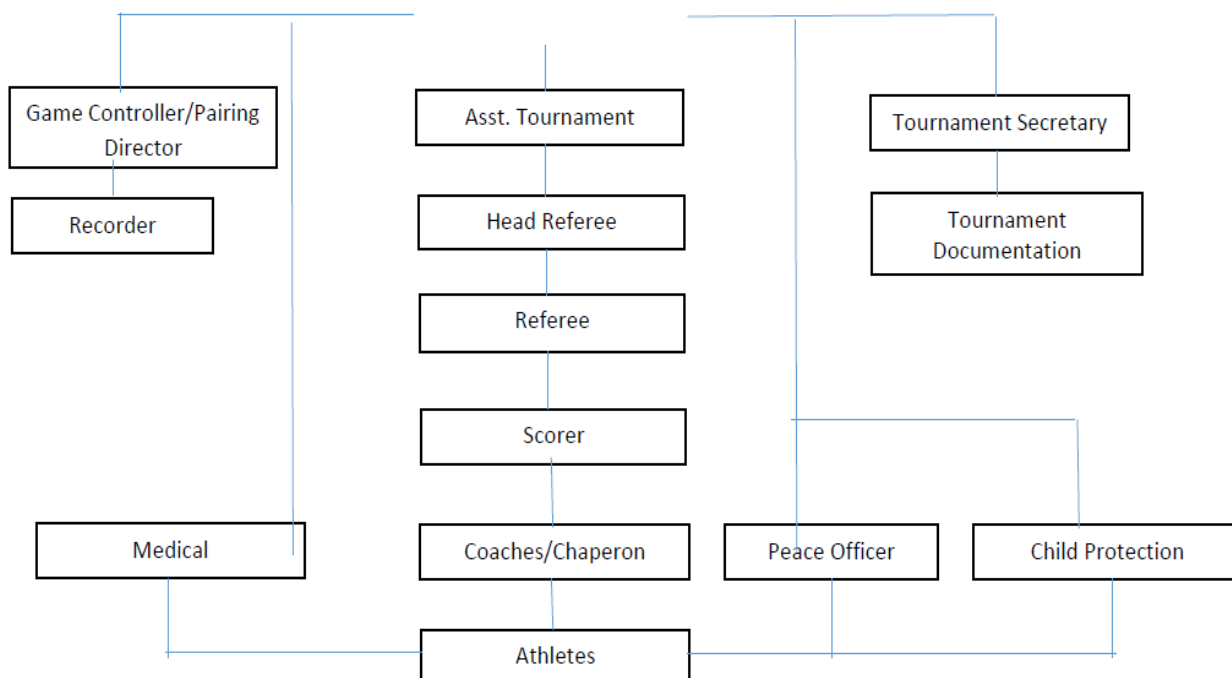 Game Controller/Pairing
Director
Asst. Tournament
Tournament Secretary
Recorder
Head Referee
Tournament
Documentation
Referee
Scorer
Medical
Coaches/Chaperon
Peace Officer
Child Protection
Athletes